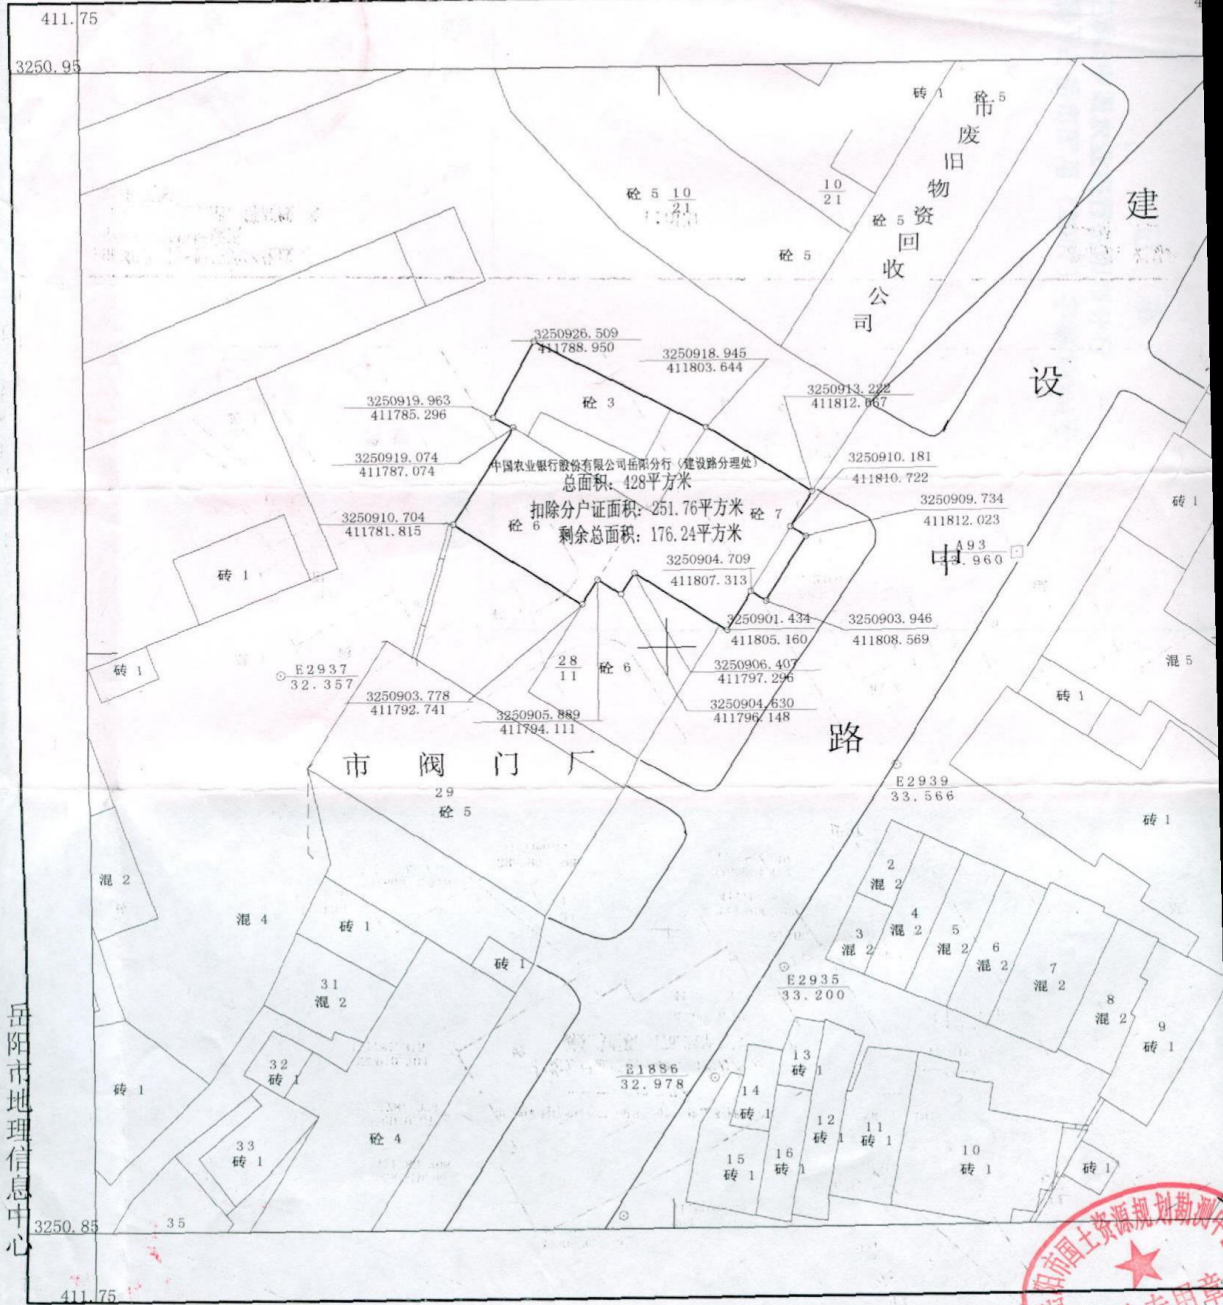 411.75
3250.95
砖 1
砼 5
市废旧物资回收公司
砼 5
10
21
10
21
砼 5
砼 5
建设中路
3250926.509
411788.950
3250918.945
411803.644
3250919.963
411785.296
砼 3
3250913.222
411812.667
3250919.074
411787.074
中国农业银行股份有限公司岳阳分行(建设路分理处)
总面积：428平方米
扣除分户证面积：251.76平方米
剩余总面积：176.24平方米
3250910.181
411810.722
3250909.734
411812.023
砖 1
3250910.704
411781.815
砼 6
砼 7
A93
3250904.709
411807.313
砖 1
3250901.434
411805.160
3250903.946
411808.569
28
11
砼 6
砖 1
E2937
32.357
3250906.407
411797.296
混 5
砖 1
3250903.778
411792.741
3250905.889
411794.111
3250904.630
411796.148
市阀门厂
29
砼 5
E2939
33.566
砖 1
混 2
混 4
砖 1
砖 1
31
混 2
2
混 2
3
混 2
4
混 2
5
混 2
6
混 2
7
混 2
8
混 2
9
砖 1
E2935
33.200
E1886
32.978
32
砖 1
砖 1
33
砖 1
砼 4
13
砖 1
14
砖 1
12
砖 1
11
砖 1
15
砖 1
16
砖 1
10
砖 1
砖 1
岳阳市地理信息中心
3250.85
35
411.75
阳市国土资源规划勘测
专用章